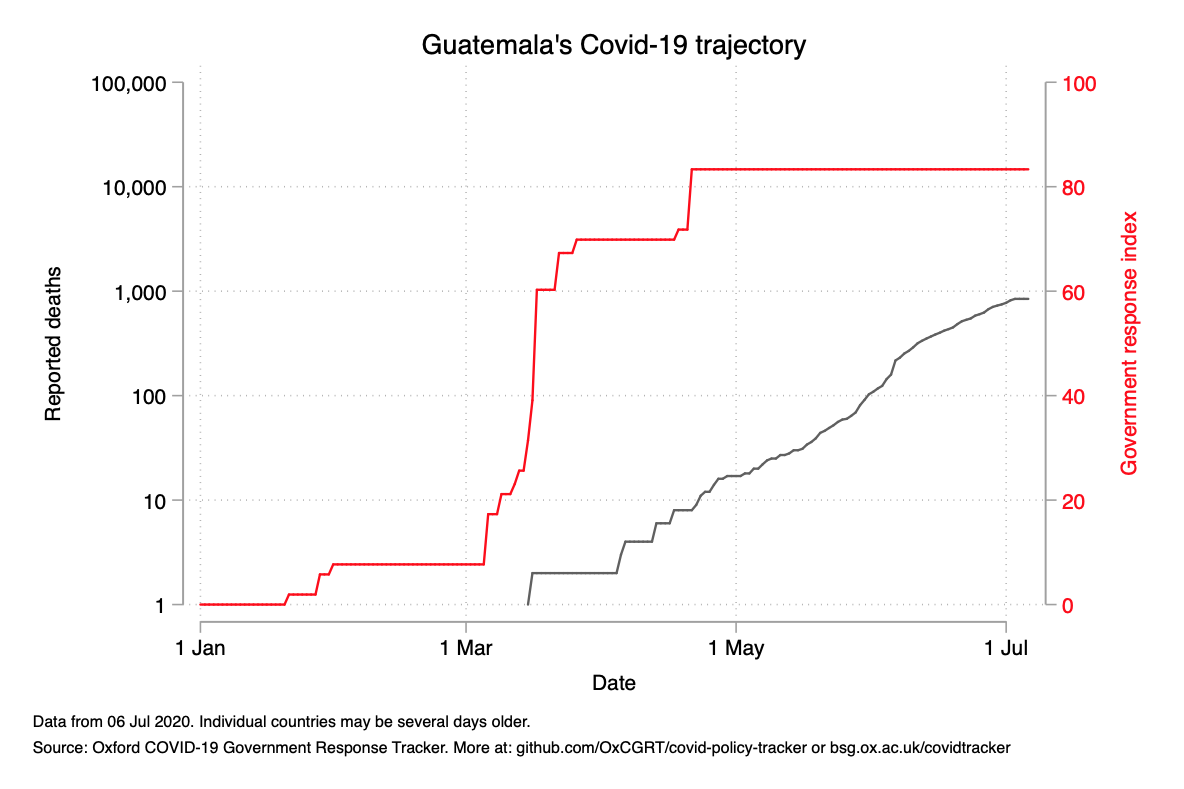 Guatemala's Covid-19 trajectory
100,000
10,000
1,000
100
10
1
Reported deaths
100
80
60
40
20
0
Government response index
1 Jan
1 Mar
1 May
1 Jul
Date
Data from 06 Jul 2020. Individual countries may be several days older.
Source: Oxford COVID-19 Government Response Tracker. More at: github.com/OxCGRT/covid-policy-tracker or bsg.ox.ac.uk/covidtracker